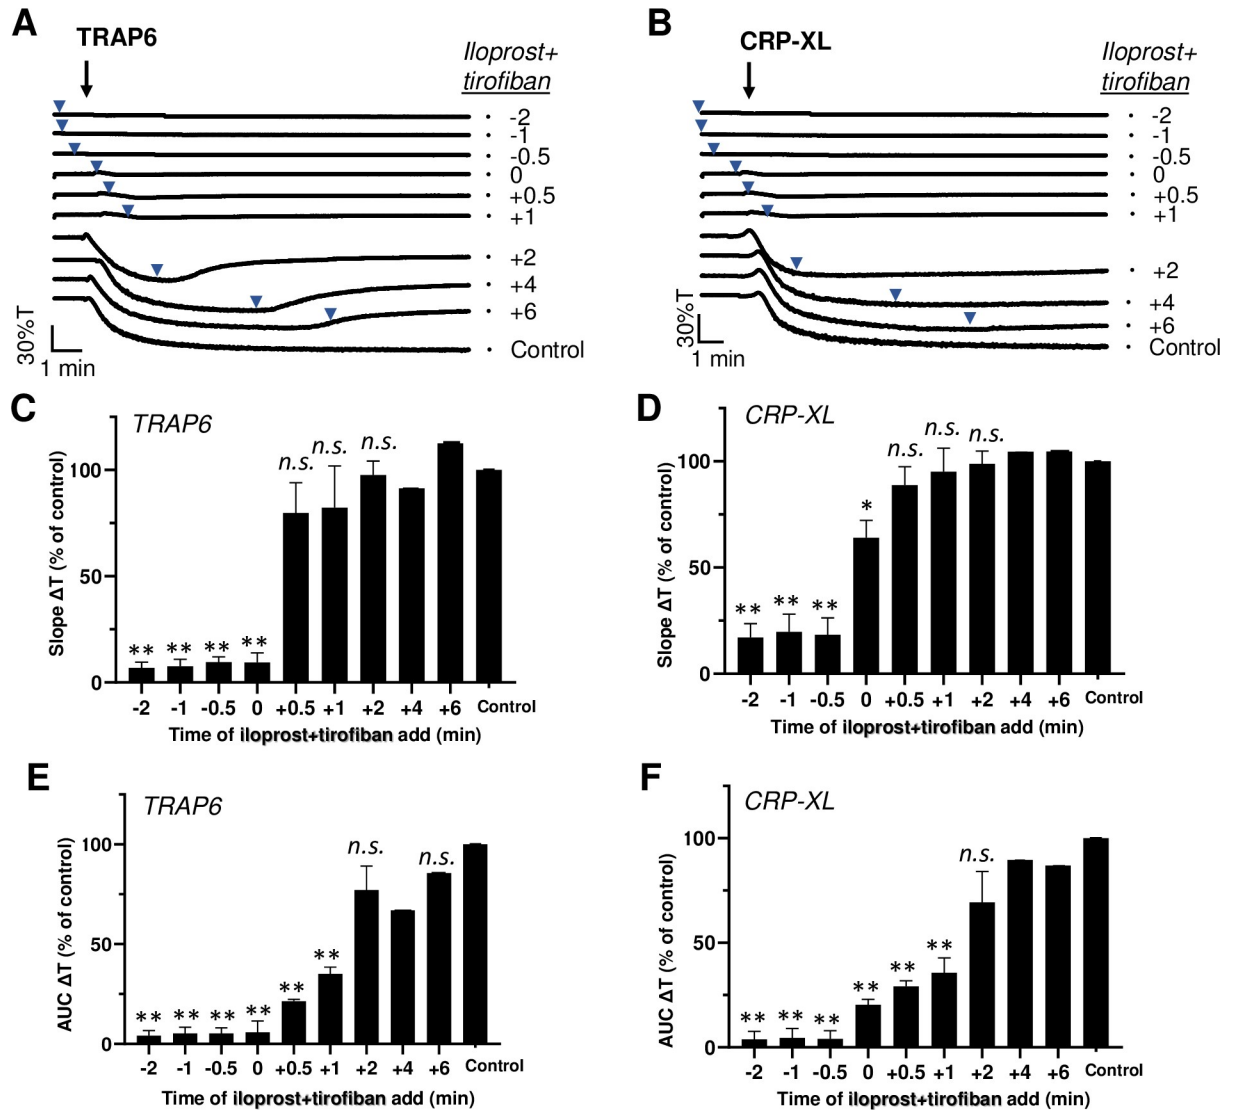 A
TRAP6
Iloprost+
tirofiban
-2
-1
-0.5
0
+0.5
+1
+2
+4
+6
Control
30%T
1 min
B
CRP-XL
Iloprost+
tirofiban
-2
-1
-0.5
0
+0.5
+1
+2
+4
+6
Control
30%T
1 min
C
TRAP6
Slope ΔT (% of control)
100
50
0
** ** ** ** n.s. n.s. n.s.
-2 -1 -0.5 0 +0.5 +1 +2 +4 +6 Control
Time of iloprost+tirofiban add (min)
D
CRP-XL
Slope ΔT (% of control)
100
50
0
** ** ** * n.s. n.s. n.s.
-2 -1 -0.5 0 +0.5 +1 +2 +4 +6 Control
Time of iloprost+tirofiban add (min)
E
TRAP6
AUC ΔT (% of control)
100
50
0
** ** ** ** ** ** n.s. n.s.
-2 -1 -0.5 0 +0.5 +1 +2 +4 +6 Control
Time of iloprost+tirofiban add (min)
F
CRP-XL
AUC ΔT (% of control)
100
50
0
** ** ** ** ** ** n.s.
-2 -1 -0.5 0 +0.5 +1 +2 +4 +6 Control
Time of iloprost+tirofiban add (min)